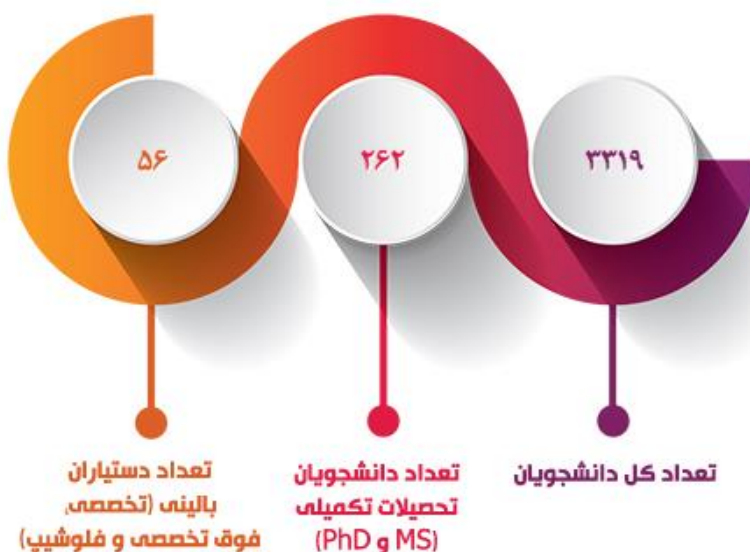 ۳۳۱۹
۲۶۲
۵۶
تعداد کل دانشجویان
تعداد دانشجویان
تحصیلات تکمیلی
(MS و PhD)
تعداد دستیاران
بالینی (تخصصی،
فوق تخصصی و فلوشیپ)